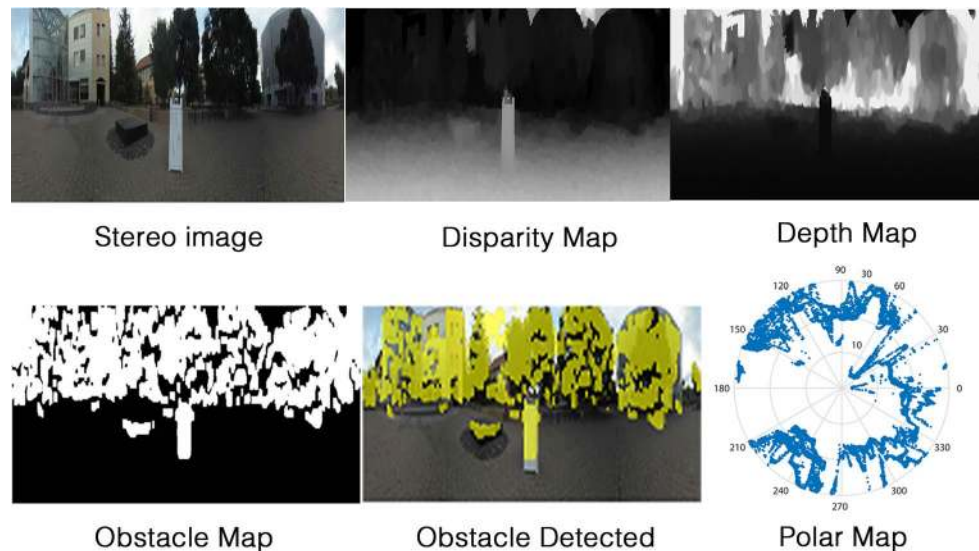 Stereo image
Disparity Map
Depth Map
90
120
30
60
150
30
10
180
0
210
330
240
300
270
Obstacle Map
Obstacle Detected
Polar Map